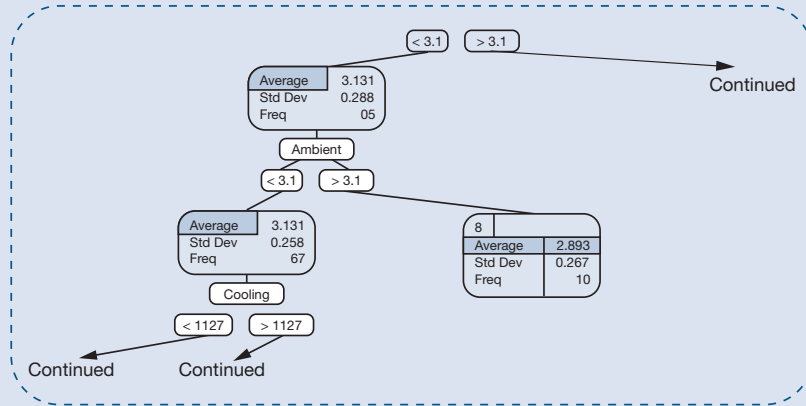 < 3.1 > 3.1
Continued
Average 3.131
Std Dev 0.288
Freq 05
Ambient
< 3.1 > 3.1
Average 3.131
Std Dev 0.258
Freq 67
Cooling
< 1127 > 1127
Continued Continued
8
Average 2.893
Std Dev 0.267
Freq 10